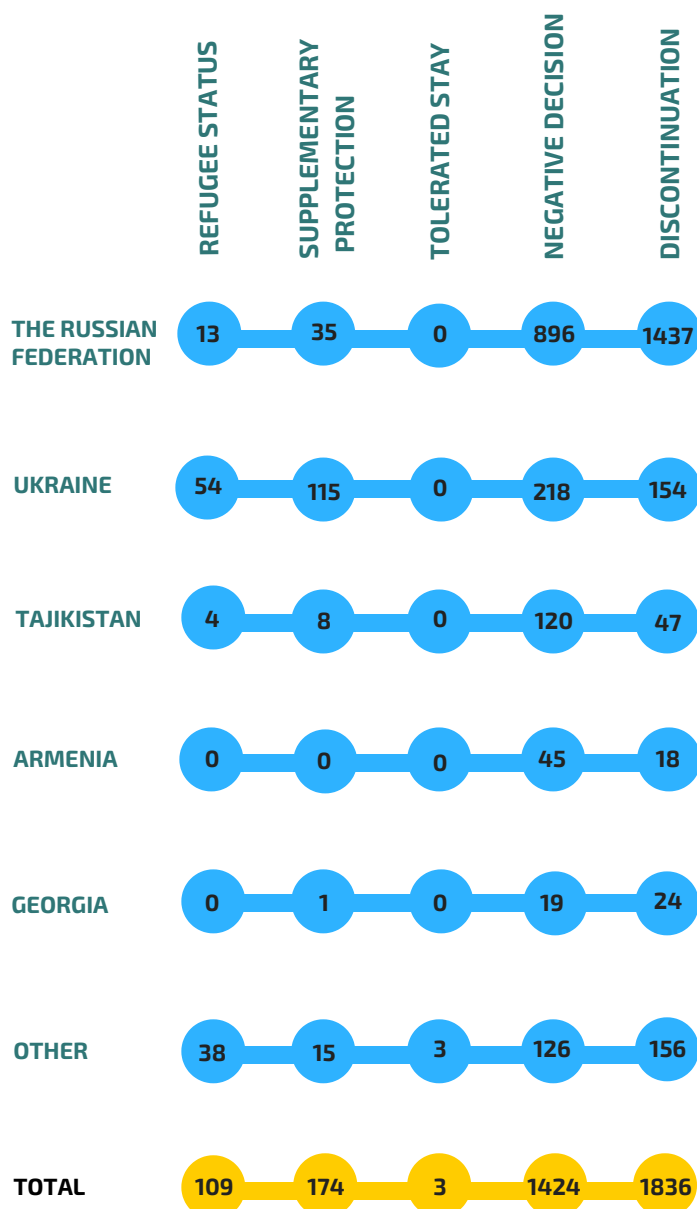 REFUGEE STATUS
SUPPLEMENTARY
PROTECTION
TOLERATED STAY
NEGATIVE DECISION
DISCONTINUATION
THE RUSSIAN
FEDERATION
13 35 0 896 1437
UKRAINE 54 115 0 218 154
TAJIKISTAN 4 8 0 120 47
ARMENIA 0 0 0 45 18
GEORGIA 0 1 0 19 24
OTHER 38 15 3 126 156
TOTAL 109 174 3 1424 1836